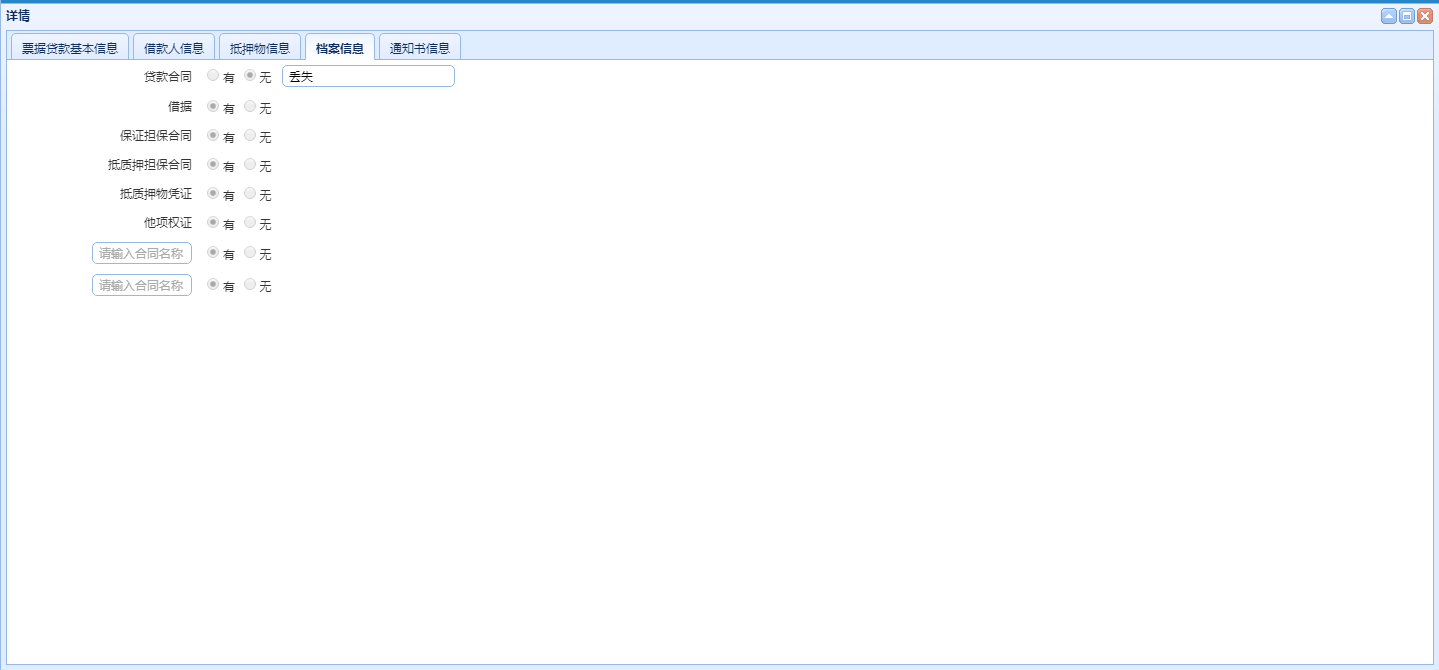 详情
票据贷款基本信息 借款人信息 抵押物信息 档案信息 通知书信息
贷款合同 有 无 丢失
借据 有 无
保证担保合同 有 无
抵质押担保合同 有 无
抵质押物凭证 有 无
他项权证 有 无
请输入合同名称 有 无
请输入合同名称 有 无